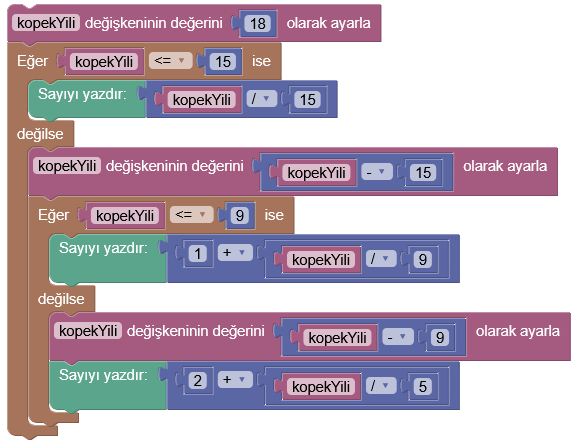 kopekYili değişkeninin değerini 18 olarak ayarla
Eğer kopekYili <= ▾ 15 ise
Sayıyı yazdır: kopekYili / ▾ 15
değilse
kopekYili değişkeninin değerini kopekYili - ▾ 15 olarak ayarla
Eğer kopekYili <= ▾ 9 ise
Sayıyı yazdır: 1 + ▾ kopekYili / ▾ 9
değilse
kopekYili değişkeninin değerini kopekYili - ▾ 9 olarak ayarla
Sayıyı yazdır: 2 + ▾ kopekYili / ▾ 5